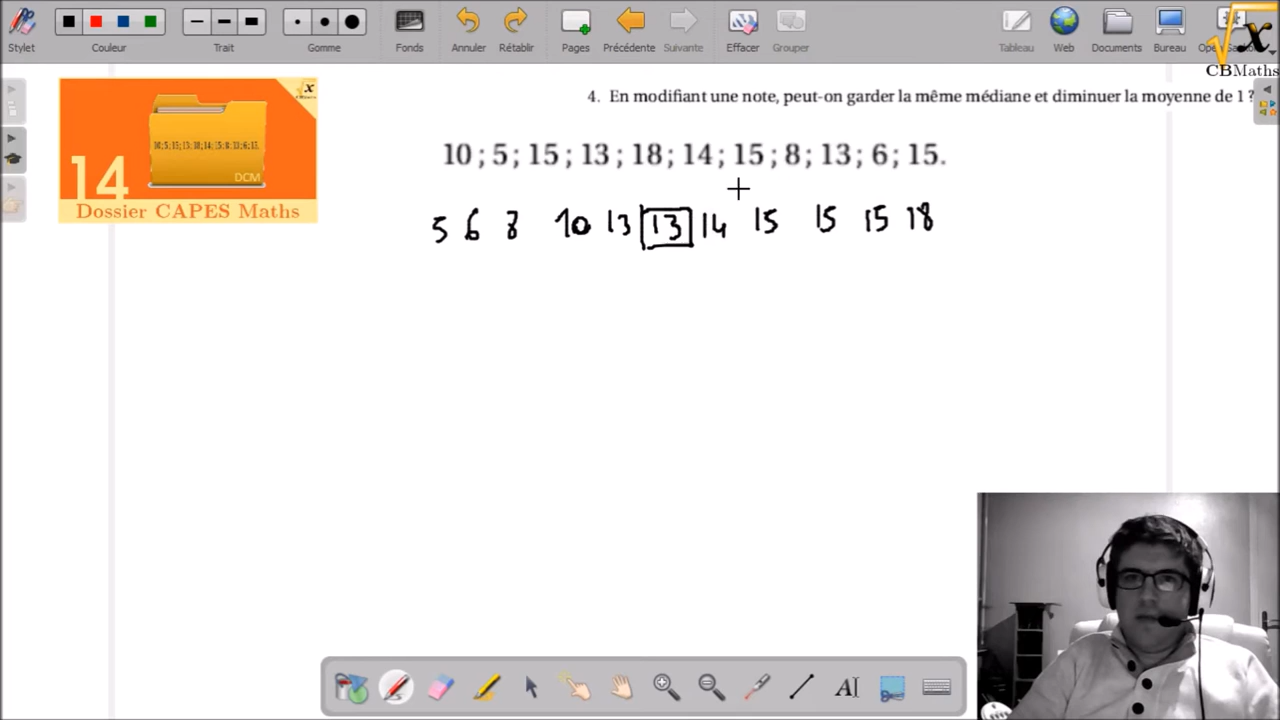 Couleur Trait Gomme Fonds Annuler Rétablir Pages Précédente Suivante Effacer Grouper Tableau Web Documents Bureau
Stylet
√x
CBMaths
4. En modifiant une note, peut-on garder la même médiane et diminuer la moyenne de 1 ?
10 ; 5 ; 15 ; 13 ; 18 ; 14 ; 15 ; 8 ; 13 ; 6 ; 15.
DCM
14
Dossier CAPES Maths
5 6 8 10 13 13 14 15 15 15 18